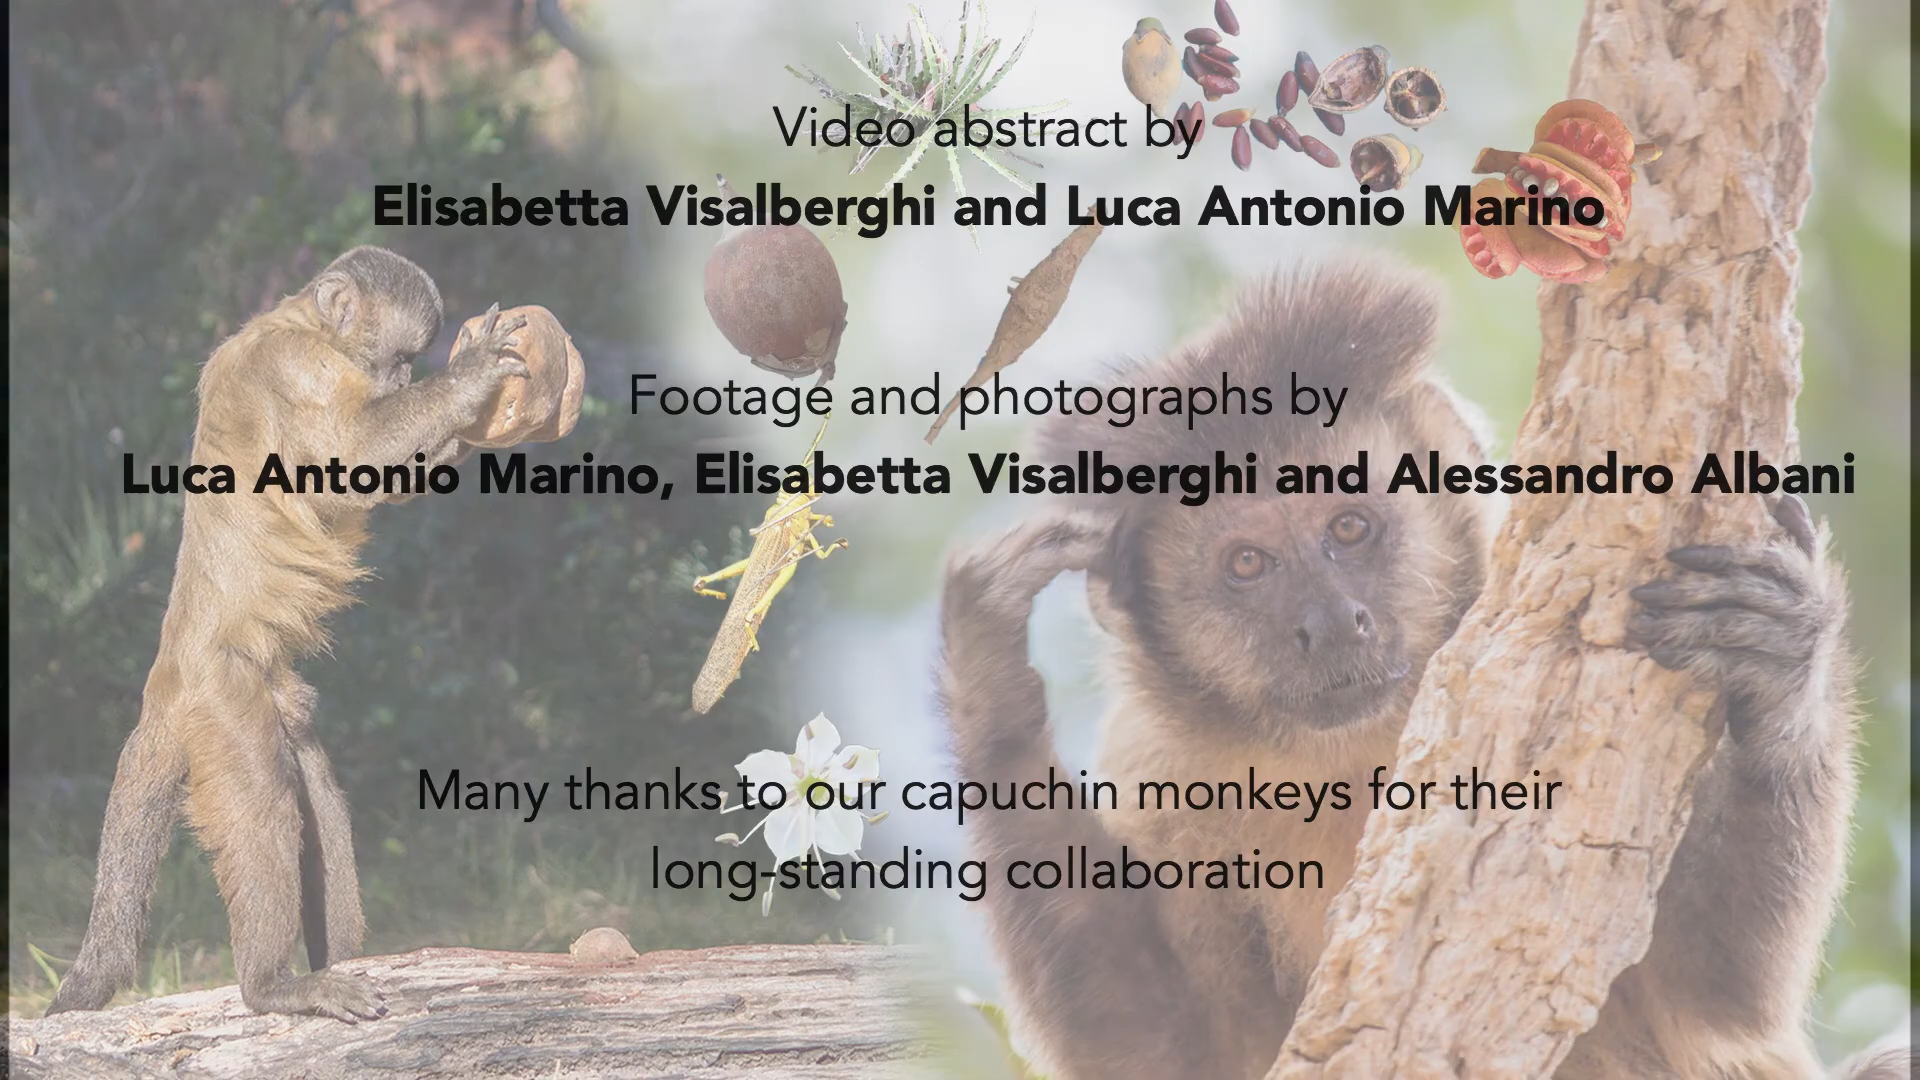 Video abstract by
Elisabetta Visalberghi and Luca Antonio Marino
Footage and photographs by
Luca Antonio Marino, Elisabetta Visalberghi and Alessandro Albani
Many thanks to our capuchin monkeys for their
long-standing collaboration